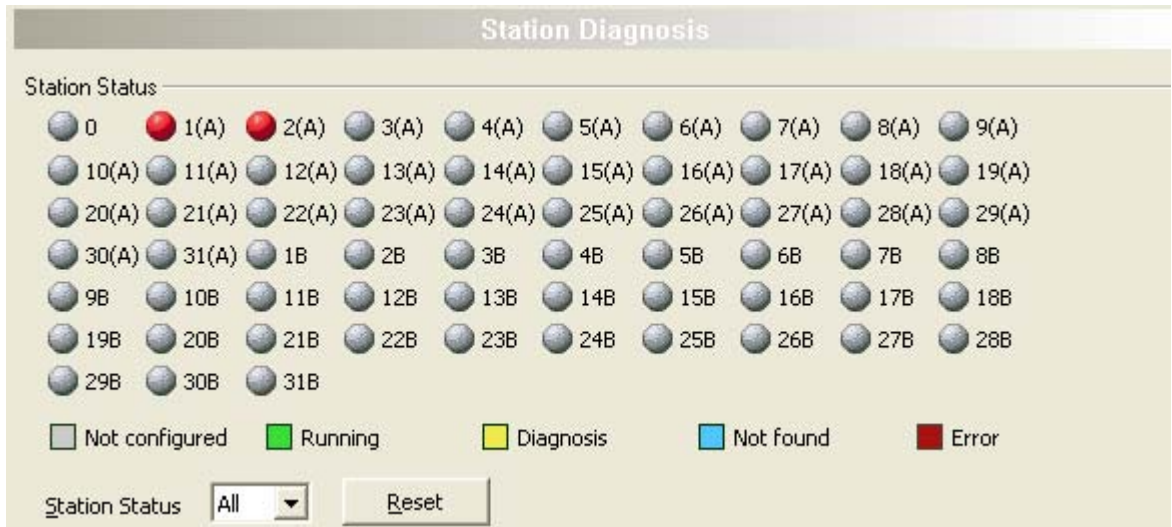 Station Diagnosis
Station Status
0 1(A) 2(A) 3(A) 4(A) 5(A) 6(A) 7(A) 8(A) 9(A)
10(A) 11(A) 12(A) 13(A) 14(A) 15(A) 16(A) 17(A) 18(A) 19(A)
20(A) 21(A) 22(A) 23(A) 24(A) 25(A) 26(A) 27(A) 28(A) 29(A)
30(A) 31(A) 1B 2B 3B 4B 5B 6B 7B 8B
9B 10B 11B 12B 13B 14B 15B 16B 17B 18B
19B 20B 21B 22B 23B 24B 25B 26B 27B 28B
29B 30B 31B
Not configured Running Diagnosis Not found Error
Station Status All Reset